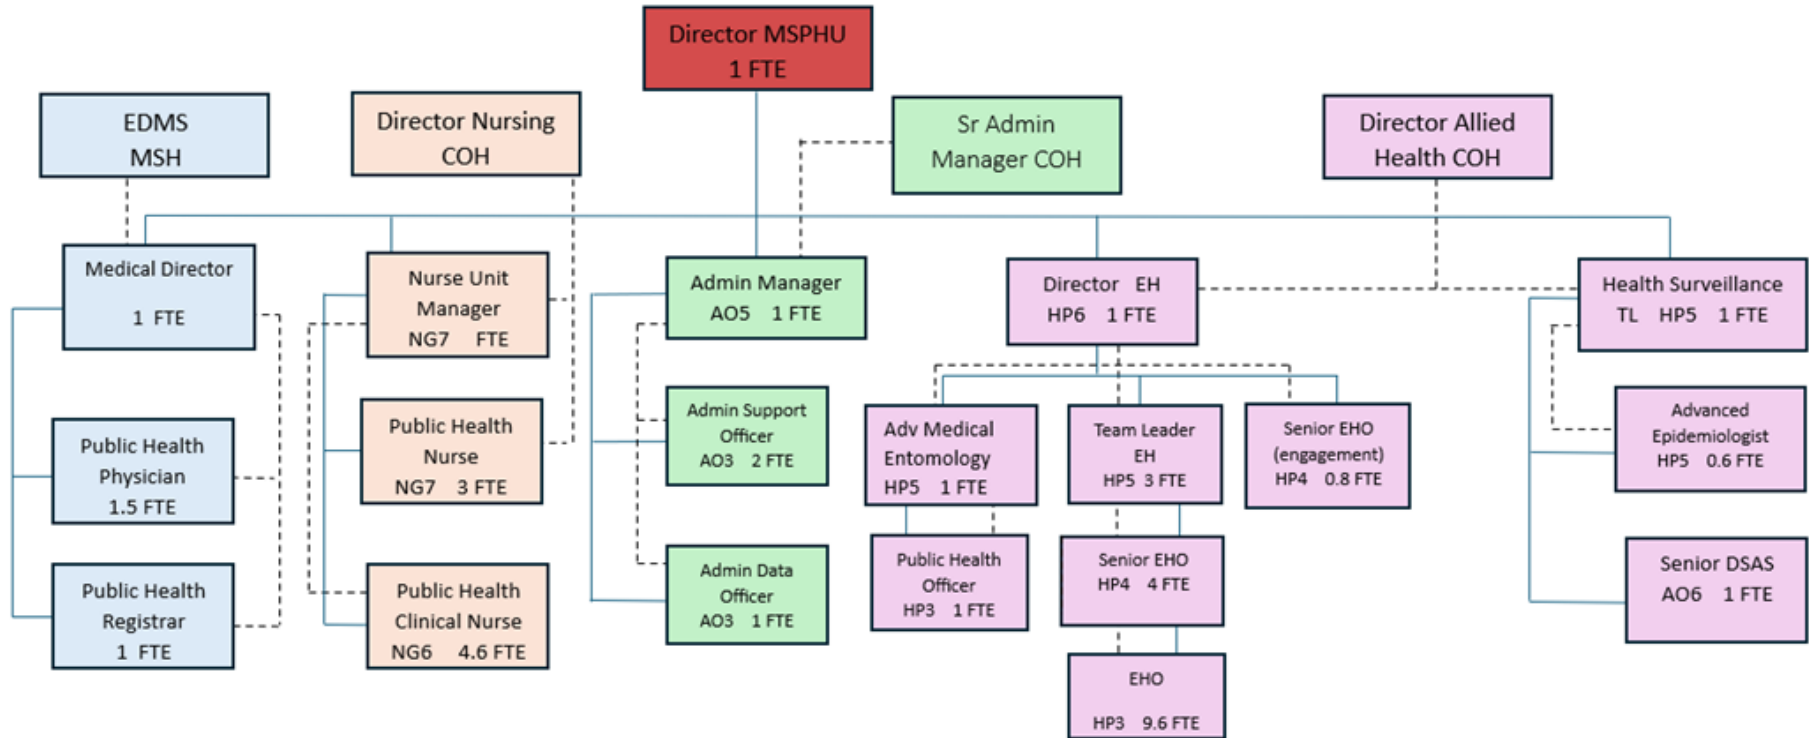 Director MSPHU
1 FTE
EDMS
MSH
Director Nursing
COH
Sr Admin
Manager COH
Director Allied
Health COH
Medical Director
1 FTE
Nurse Unit
Manager
NG7 FTE
Admin Manager
AO5 1 FTE
Director EH
HP6 1 FTE
Health Surveillance
TL HP5 1 FTE
Public Health
Physician
1.5 FTE
Public Health
Nurse
NG7 3 FTE
Admin Support
Officer
AO3 2 FTE
Adv Medical
Entomology
HP5 1 FTE
Team Leader
EH
HP5 3 FTE
Senior EHO
(engagement)
HP4 0.8 FTE
Advanced
Epidemiologist
HP5 0.6 FTE
Public Health
Registrar
1 FTE
Public Health
Clinical Nurse
NG6 4.6 FTE
Admin Data
Officer
AO3 1 FTE
Public Health
Officer
HP3 1 FTE
Senior EHO
HP4 4 FTE
Senior DSAS
AO6 1 FTE
EHO
HP3 9.6 FTE